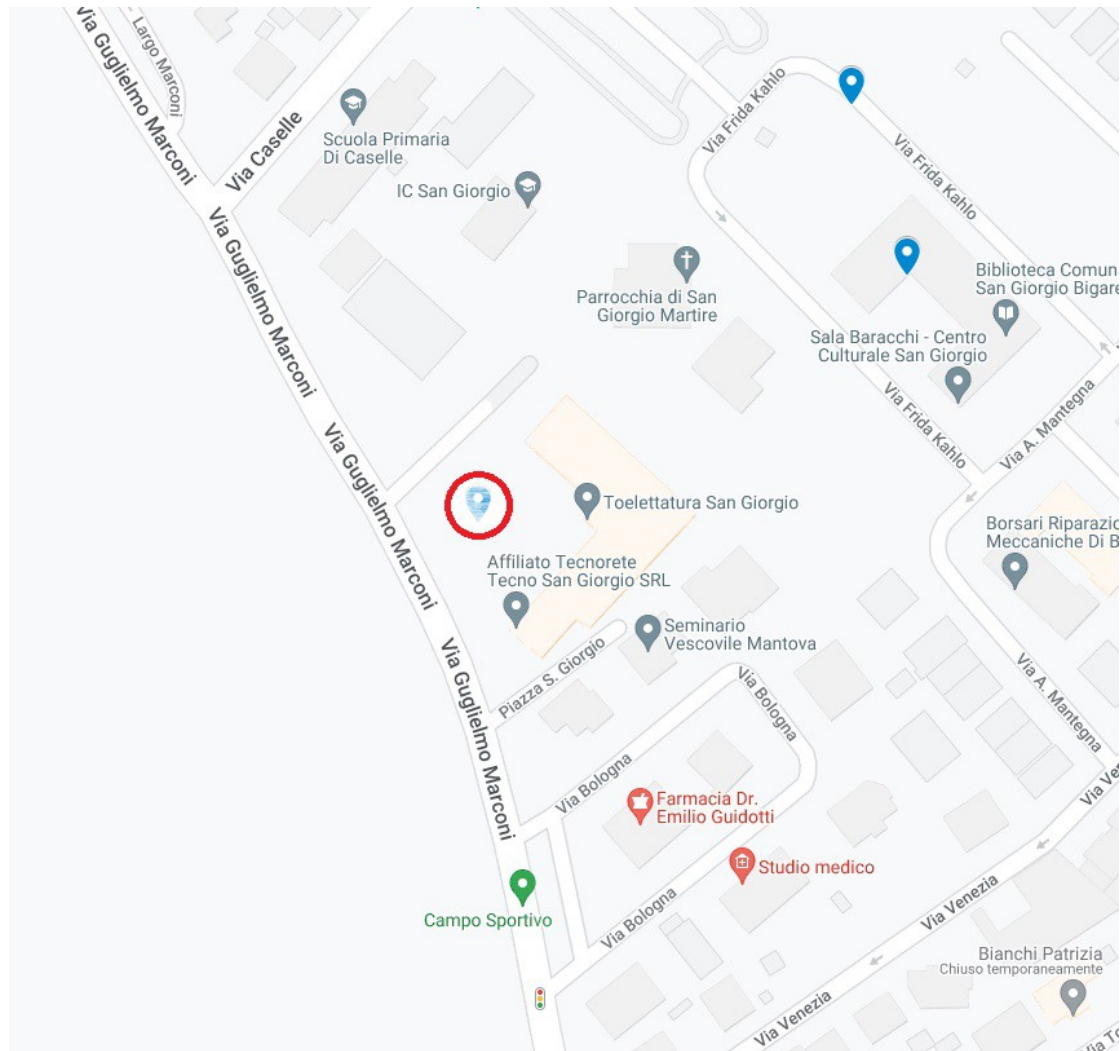 Via Guglielmo Marconi
Largo Marconi
Via Caselle
Scuola Primaria
Di Caselle
IC San Giorgio
Via Frida Kahlo
Via Frida Kahlo
Via Guglielmo Marconi
Parrocchia di San
Giorgio Martire
Biblioteca Comun
San Giorgio Bigare
Sala Baracchi - Centro
Culturale San Giorgio
Via Frida Kahlo
Via A. Mantegna
Via Guglielmo Marconi
Toelettatura San Giorgio
Borsari Riparazio
Meccaniche Di B
Affiliato Tecnorete
Tecno San Giorgio SRL
Seminario
Vescovile Mantova
Piazza S. Giorgio
Via Guglielmo Marconi
Via Bologna
Via A. Mantegna
Via Bologna
Farmacia Dr.
Emilio Guidotti
Via Ve
Studio medico
Campo Sportivo
Via Bologna
Via Venezia
Bianchi Patrizia
Chiuso temporaneamente
Via Venezia
Via To